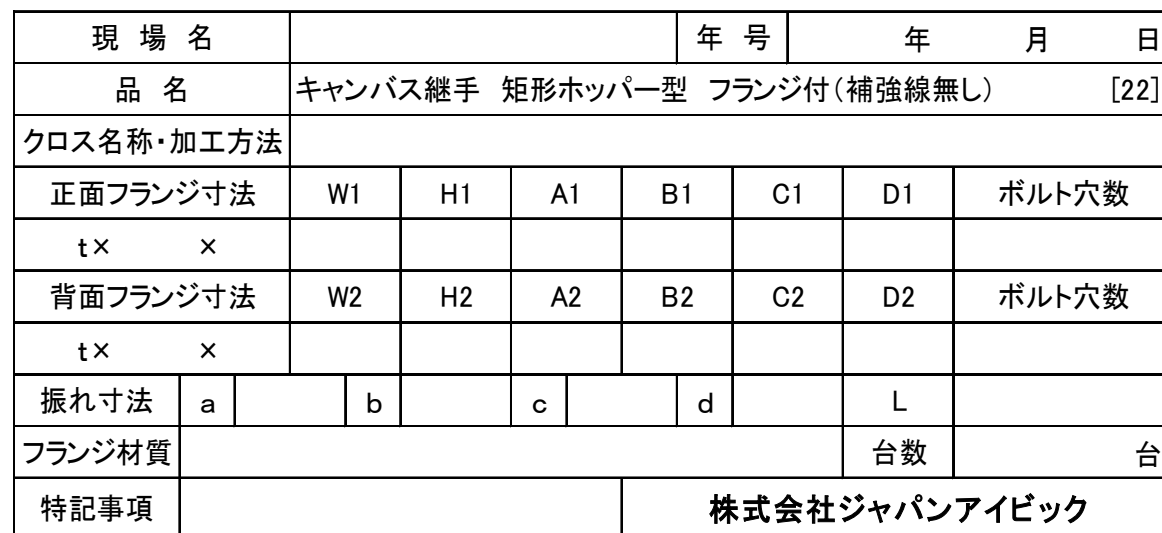 現場名 年号 年 月 日
品名 キャンバス継手 矩形ホッパー型 フランジ付(補強線無し) [22]
クロス名称・加工方法
正面フランジ寸法 W1 H1 A1 B1 C1 D1 ボルト穴数
t× ×
背面フランジ寸法 W2 H2 A2 B2 C2 D2 ボルト穴数
t× ×
振れ寸法 a b c d L
フランジ材質 台数 台
特記事項 株式会社ジャパンアイビック